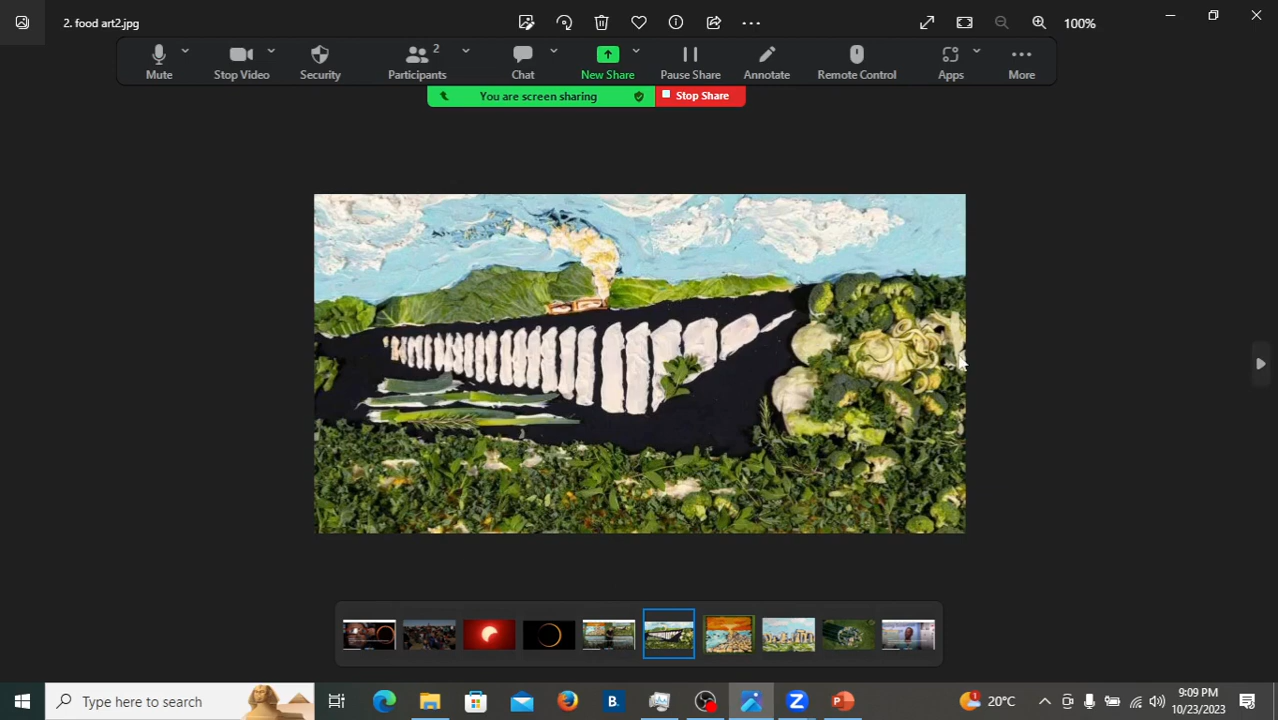 2. food art2.jpg
100%
Mute
Stop Video
Security
2
Participants
Chat
New Share
Pause Share
Annotate
Remote Control
Apps
More
You are screen sharing
Stop Share
Type here to search
B.
1
20°C
9:09 PM
10/23/2023
3